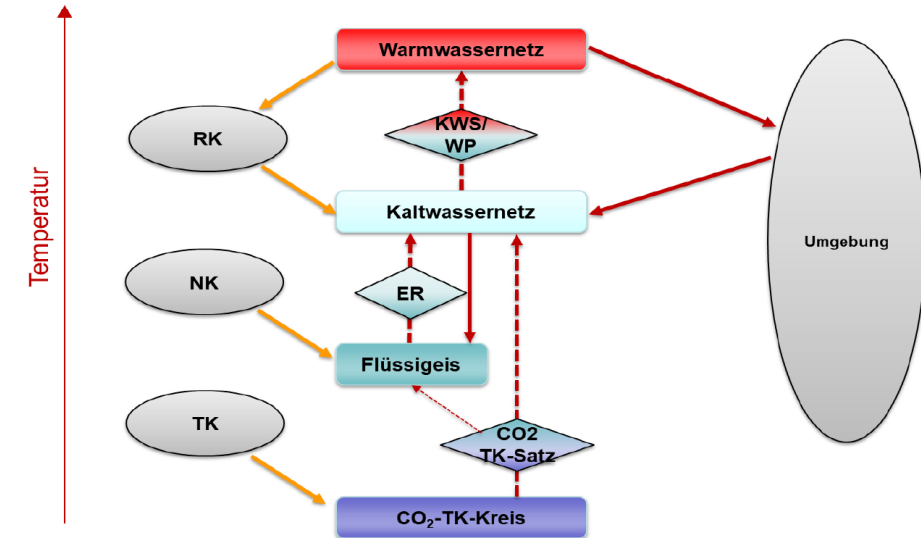 Temperatur
Warmwassernetz
RK
KWS/
WP
Kaltwassernetz
Umgebung
NK
ER
Flüssigeis
TK
CO2
TK-Satz
CO₂-TK-Kreis